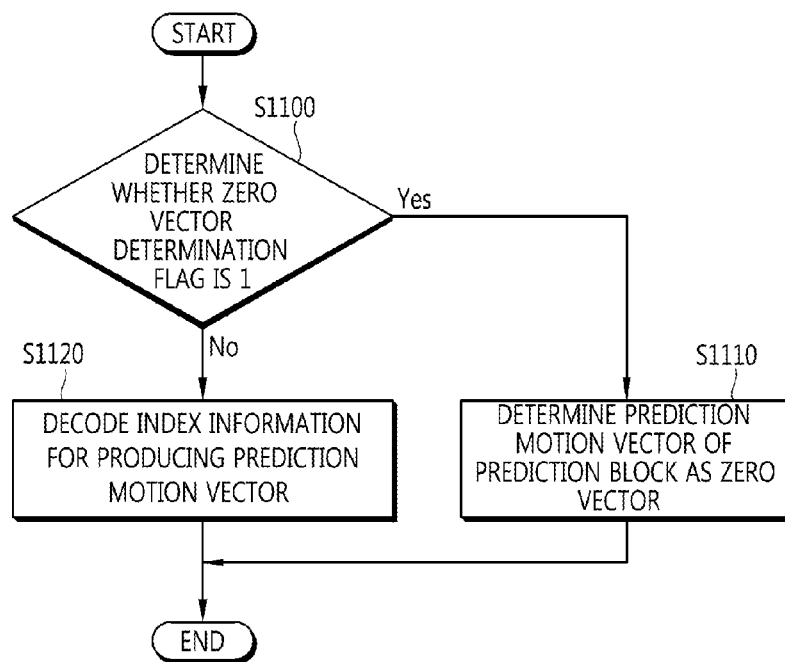 START
S1100
DETERMINE
WHETHER ZERO
VECTOR
DETERMINATION
FLAG IS 1
Yes
No
S1120
DECODE INDEX INFORMATION
FOR PRODUCING PREDICTION
MOTION VECTOR
S1110
DETERMINE PREDICTION
MOTION VECTOR OF
PREDICTION BLOCK AS ZERO
VECTOR
END